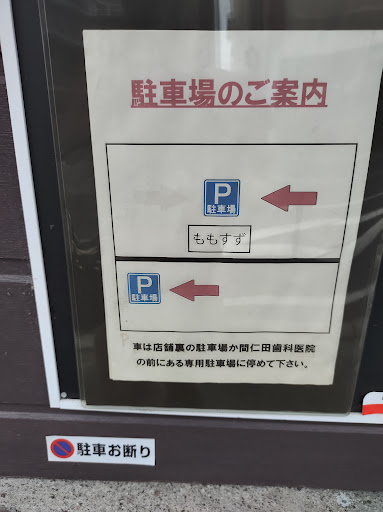 駐車場のご案内
P
駐車場
ももすず
P
駐車場
車は店舗裏の駐車場か間仁田歯科医院
の前にある専用駐車場に停めて下さい。
駐車お断り